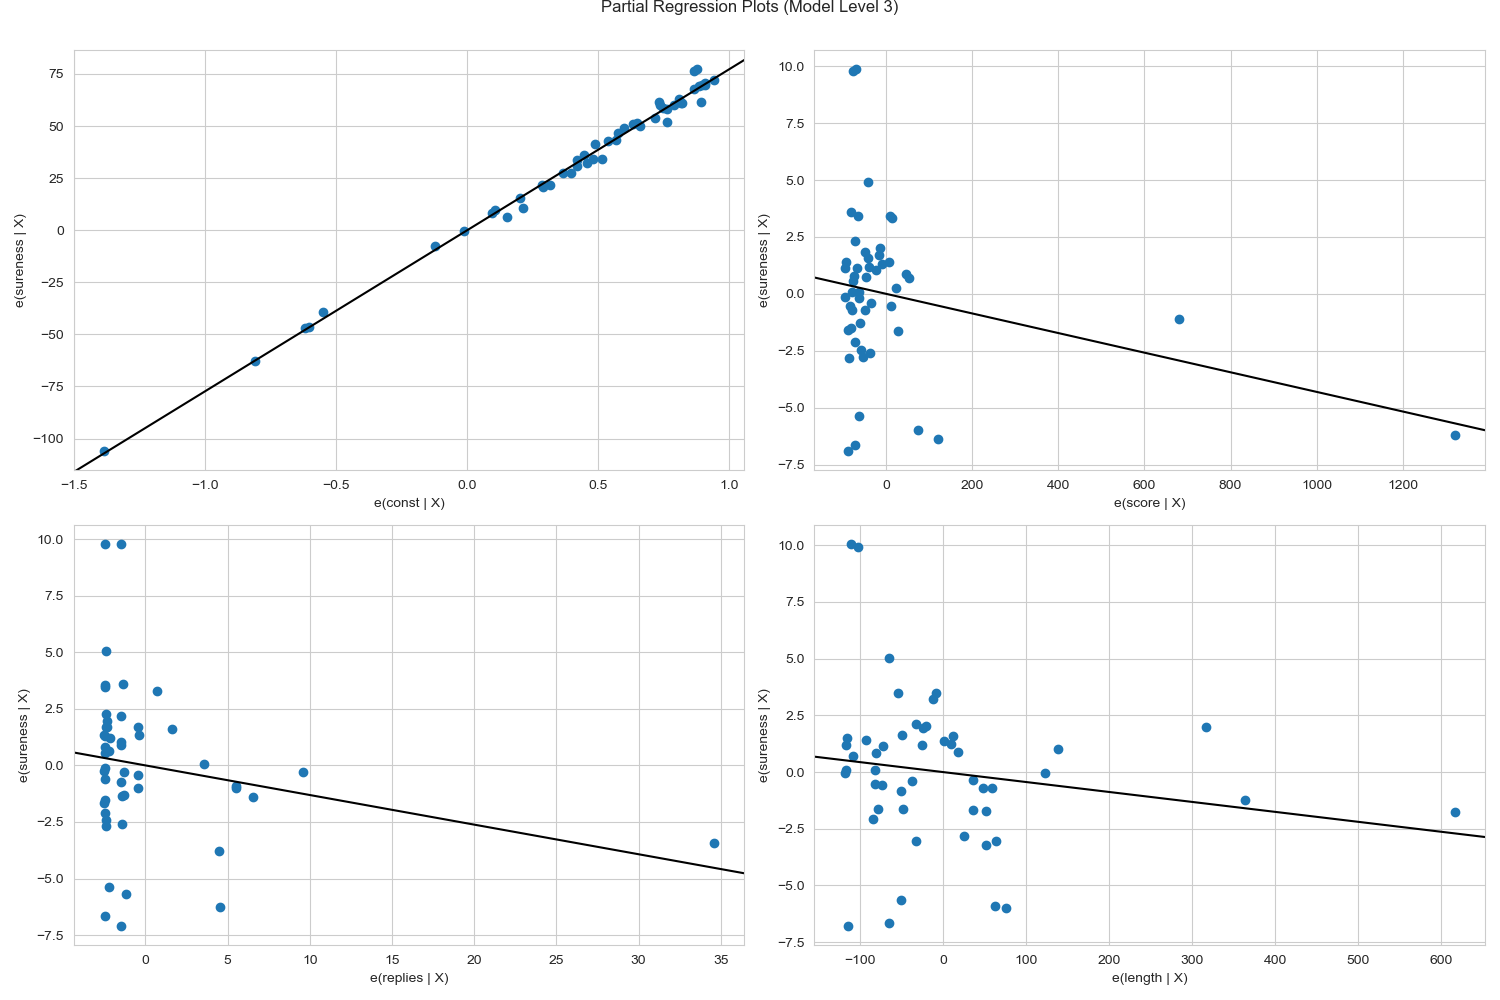 Partial Regression Plots (Model Level 3)
75
50
25
0
−25
−50
−75
−100
e(sureness | X)
−1.5 −1.0 −0.5 0.0 0.5 1.0
e(const | X)
10.0
7.5
5.0
2.5
0.0
−2.5
−5.0
−7.5
e(sureness | X)
0 200 400 600 800 1000 1200
e(score | X)
10.0
7.5
5.0
2.5
0.0
−2.5
−5.0
−7.5
e(sureness | X)
0 5 10 15 20 25 30 35
e(replies | X)
10.0
7.5
5.0
2.5
0.0
−2.5
−5.0
−7.5
e(sureness | X)
−100 0 100 200 300 400 500 600
e(length | X)